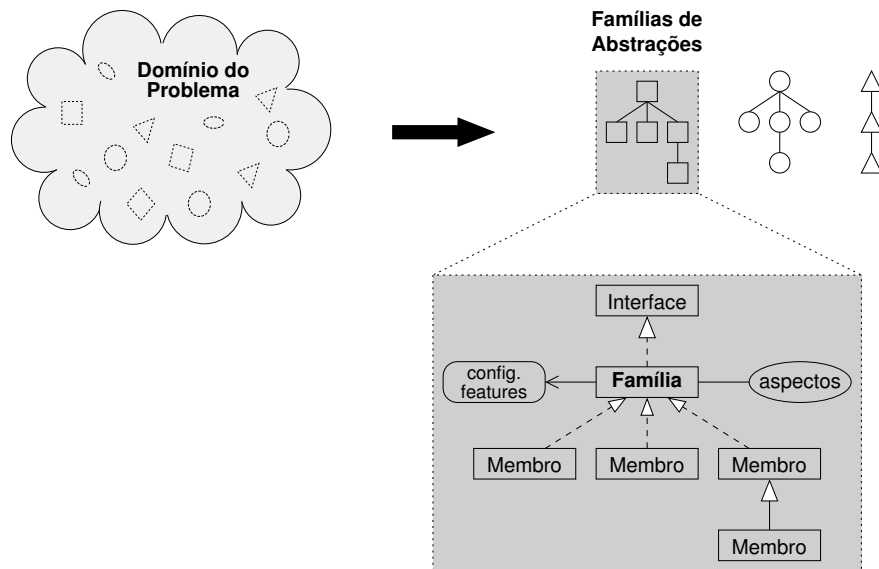 Domínio do
Problema
Famílias de
Abstrações
Interface
config.
features
Família
aspectos
Membro
Membro
Membro
Membro